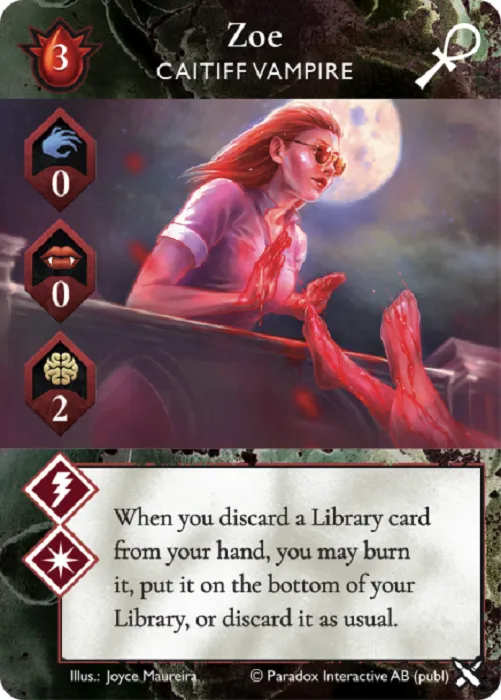 3
Zoe
CAITIFF VAMPIRE
0
0
2
When you discard a Library card
from your hand, you may burn
it, put it on the bottom of your
Library, or discard it as usual.
Illus.: Joyce Maureira © Paradox Interactive AB (publ)